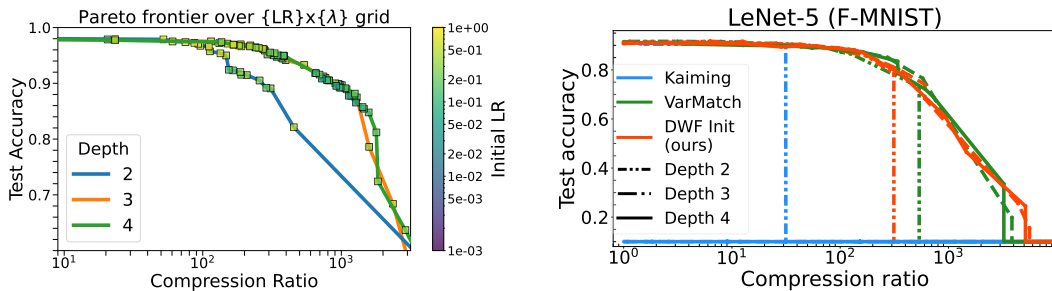 Pareto frontier over {LR}x{λ} grid
1.0
0.9
0.8
0.7
Test Accuracy
10¹
10²
10³
Compression Ratio
Depth
2
3
4
1e+00
5e-01
2e-01
1e-01
5e-02
2e-02
1e-02
5e-03
1e-03
Initial LR
LeNet-5 (F-MNIST)
0.8
0.6
0.4
0.2
Test accuracy
10⁰
10¹
10²
10³
Compression ratio
Kaiming
VarMatch
DWF Init
(ours)
Depth 2
Depth 3
Depth 4